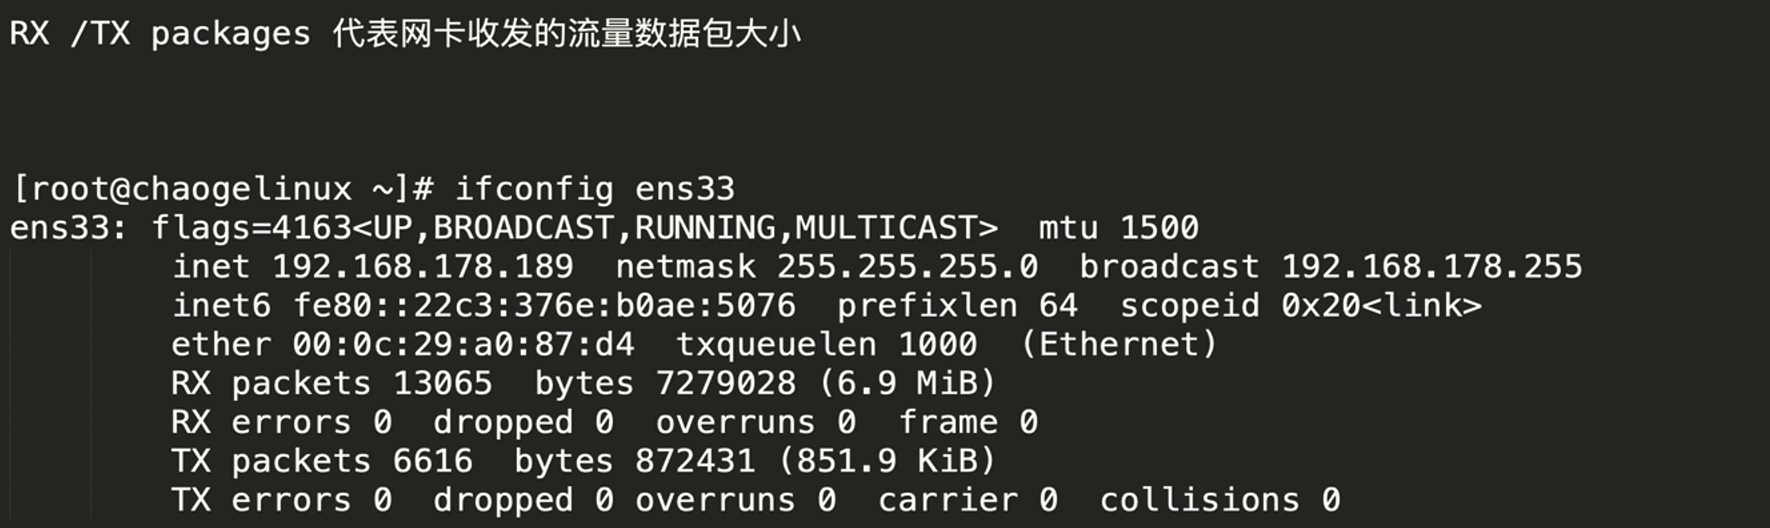 RX /TX packages 代表网卡收发的流量数据包大小
[root@chaogelinux ~]# ifconfig ens33
ens33: flags=4163<UP,BROADCAST,RUNNING,MULTICAST>  mtu 1500
inet 192.168.178.189  netmask 255.255.255.0  broadcast 192.168.178.255
inet6 fe80::22c3:376e:b0ae:5076  prefixlen 64  scopeid 0x20<link>
ether 00:0c:29:a0:87:d4  txqueuelen 1000  (Ethernet)
RX packets 13065  bytes 7279028 (6.9 MiB)
RX errors 0  dropped 0  overruns 0  frame 0
TX packets 6616  bytes 872431 (851.9 KiB)
TX errors 0  dropped 0 overruns 0  carrier 0  collisions 0